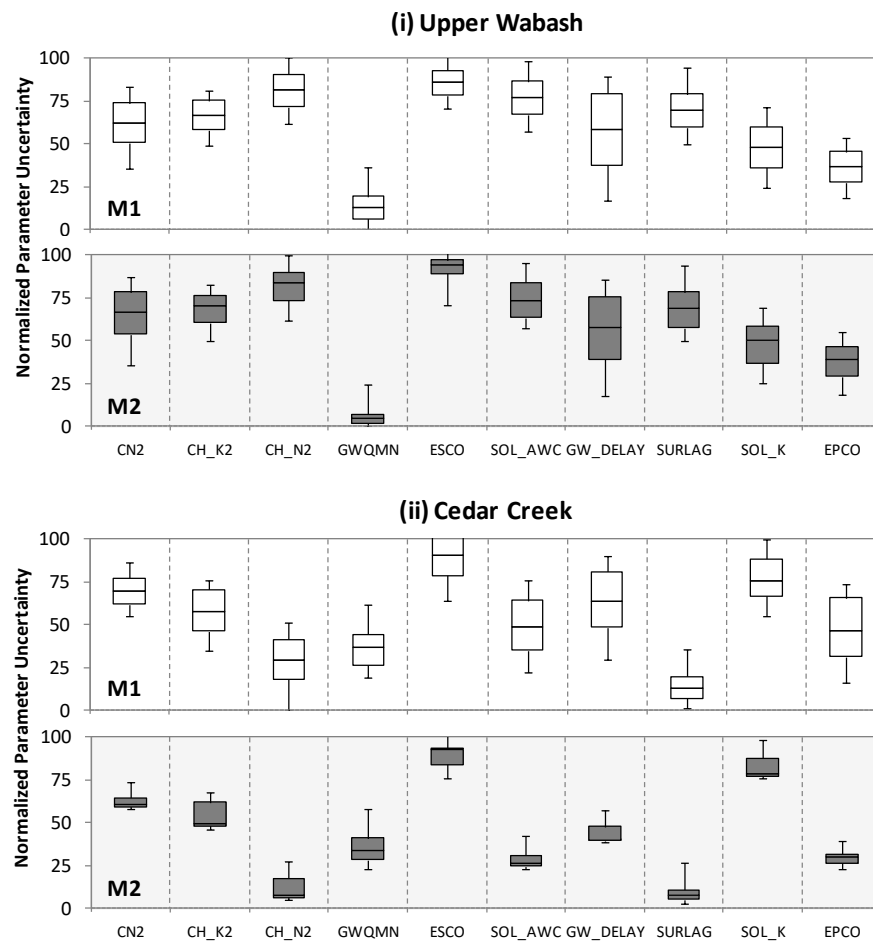 (i) Upper Wabash
Normalized Parameter Uncertainty
100
75
50
25
0
M1
100
75
50
25
0
M2
CN2 CH_K2 CH_N2 GWQMN ESCO SOL_AWC GW_DELAY SURLAG SOL_K EPCO
(ii) Cedar Creek
Normalized Parameter Uncertainty
100
75
50
25
0
M1
100
75
50
25
0
M2
CN2 CH_K2 CH_N2 GWQMN ESCO SOL_AWC GW_DELAY SURLAG SOL_K EPCO